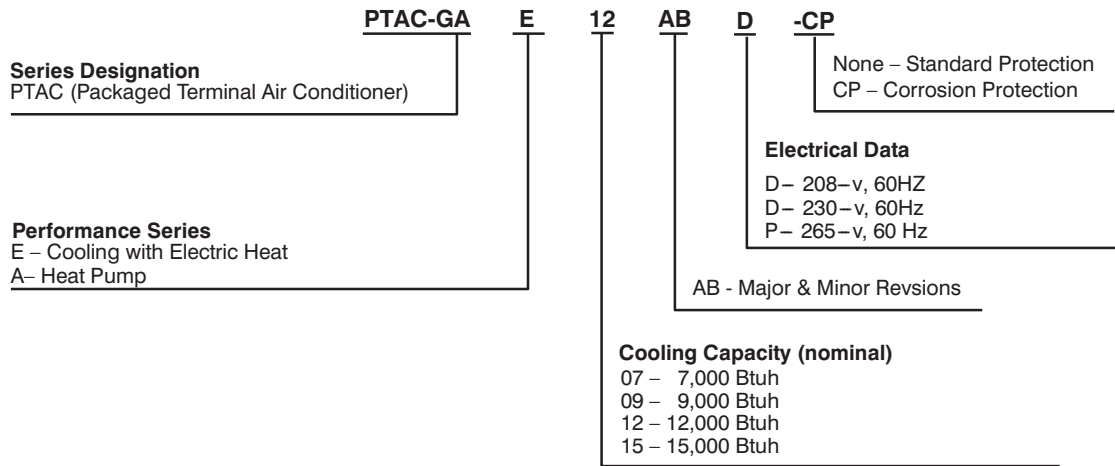 PTAC-GA E 12 AB D -CP
Series Designation
PTAC (Packaged Terminal Air Conditioner)
None – Standard Protection
CP – Corrosion Protection
Electrical Data
D– 208–v, 60HZ
D– 230–v, 60Hz
P– 265–v, 60 Hz
Performance Series
E – Cooling with Electric Heat
A– Heat Pump
AB - Major & Minor Revsions
Cooling Capacity (nominal)
07 – 7,000 Btuh
09 – 9,000 Btuh
12 – 12,000 Btuh
15 – 15,000 Btuh